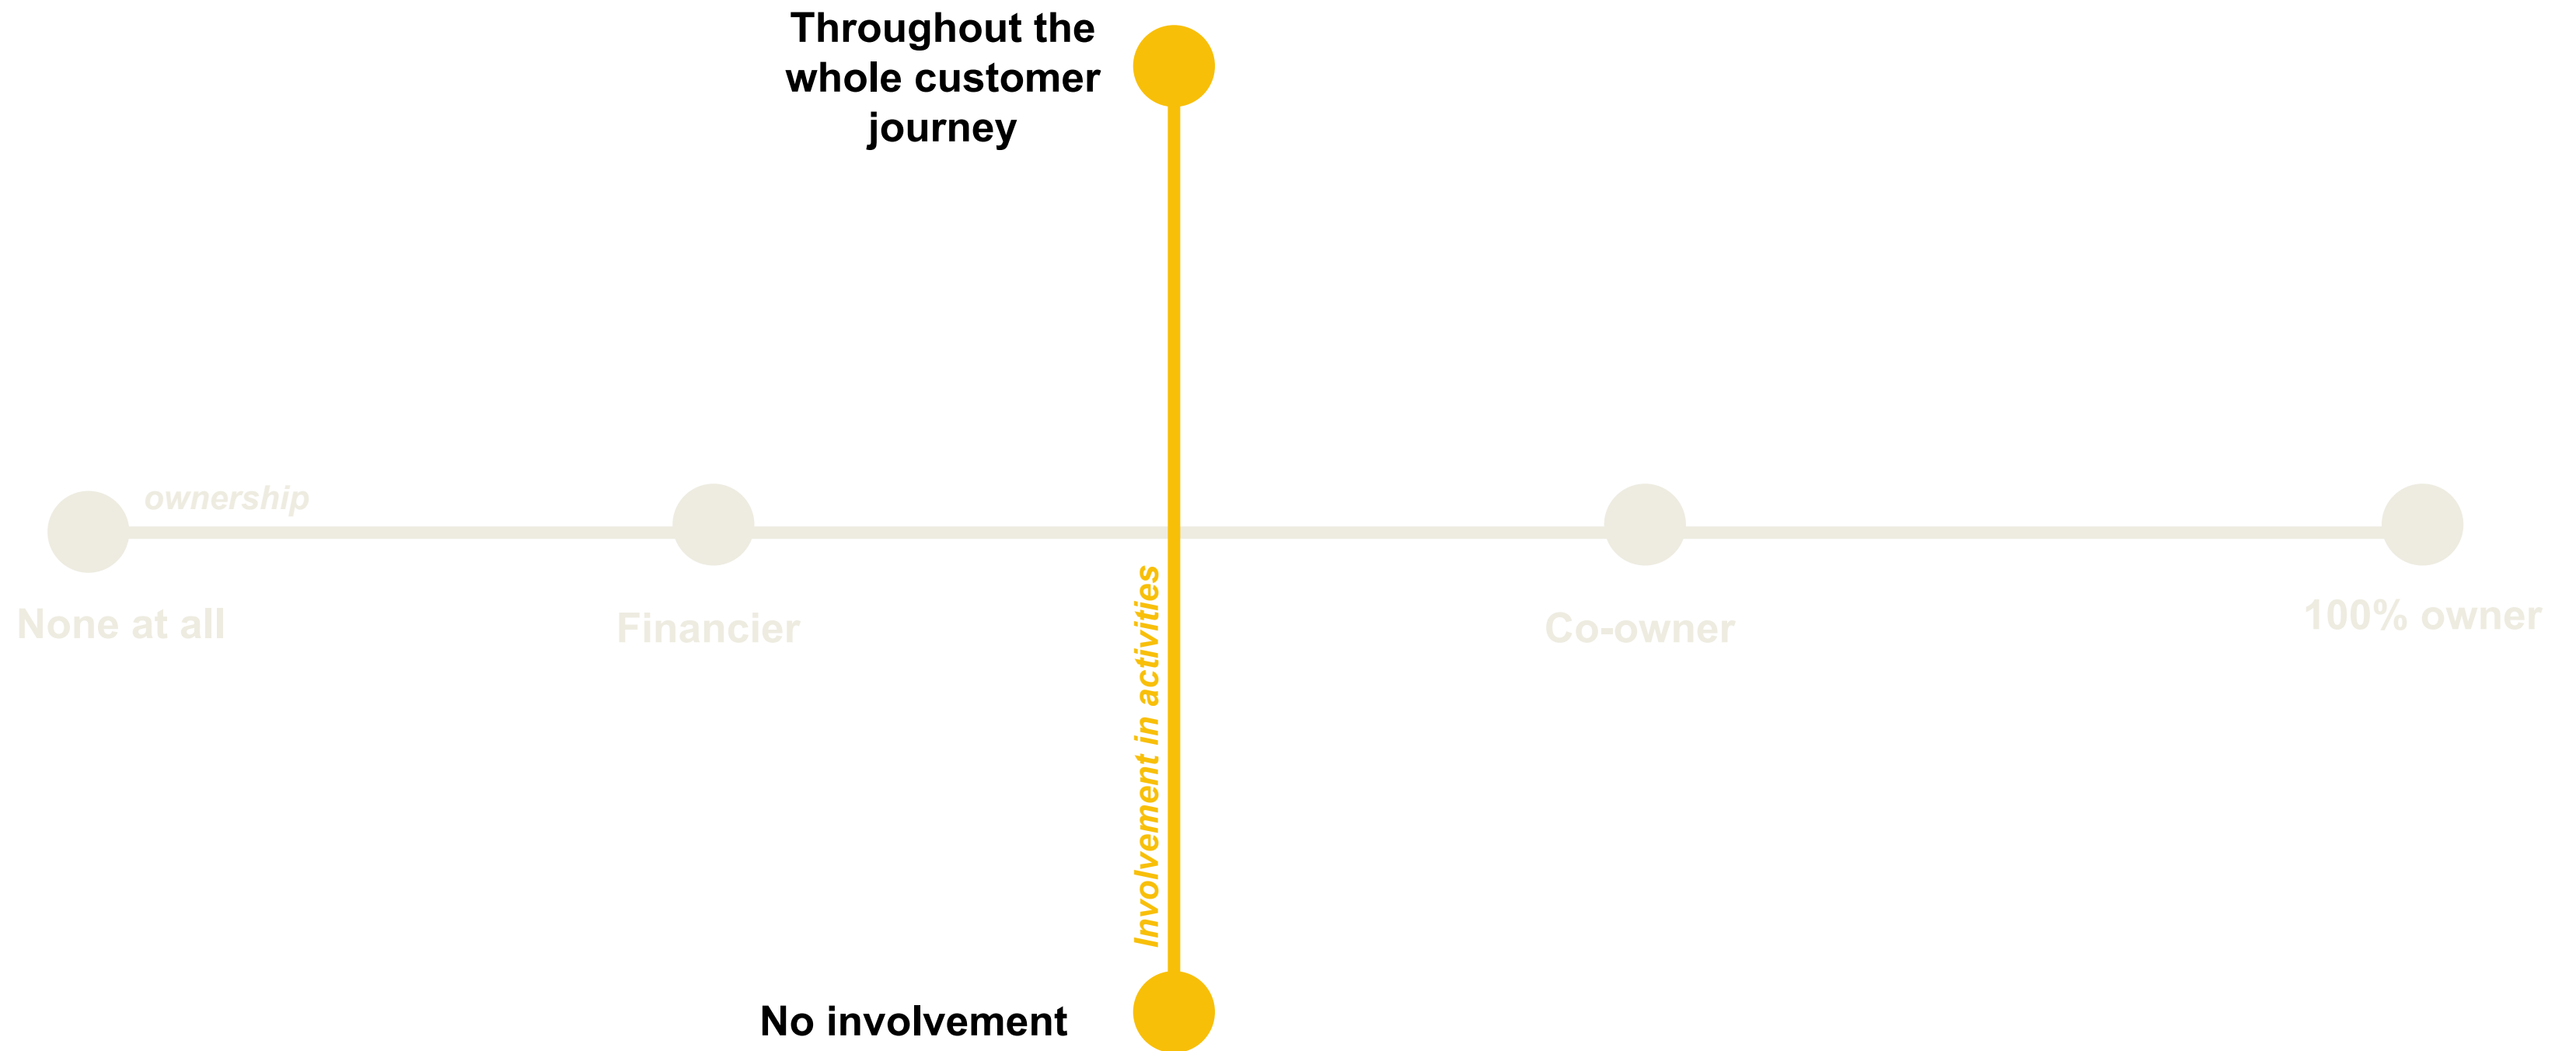 Throughout the
whole customer
journey
ownership
None at all
Financier
Co-owner
100% owner
Involvement in activities
No involvement